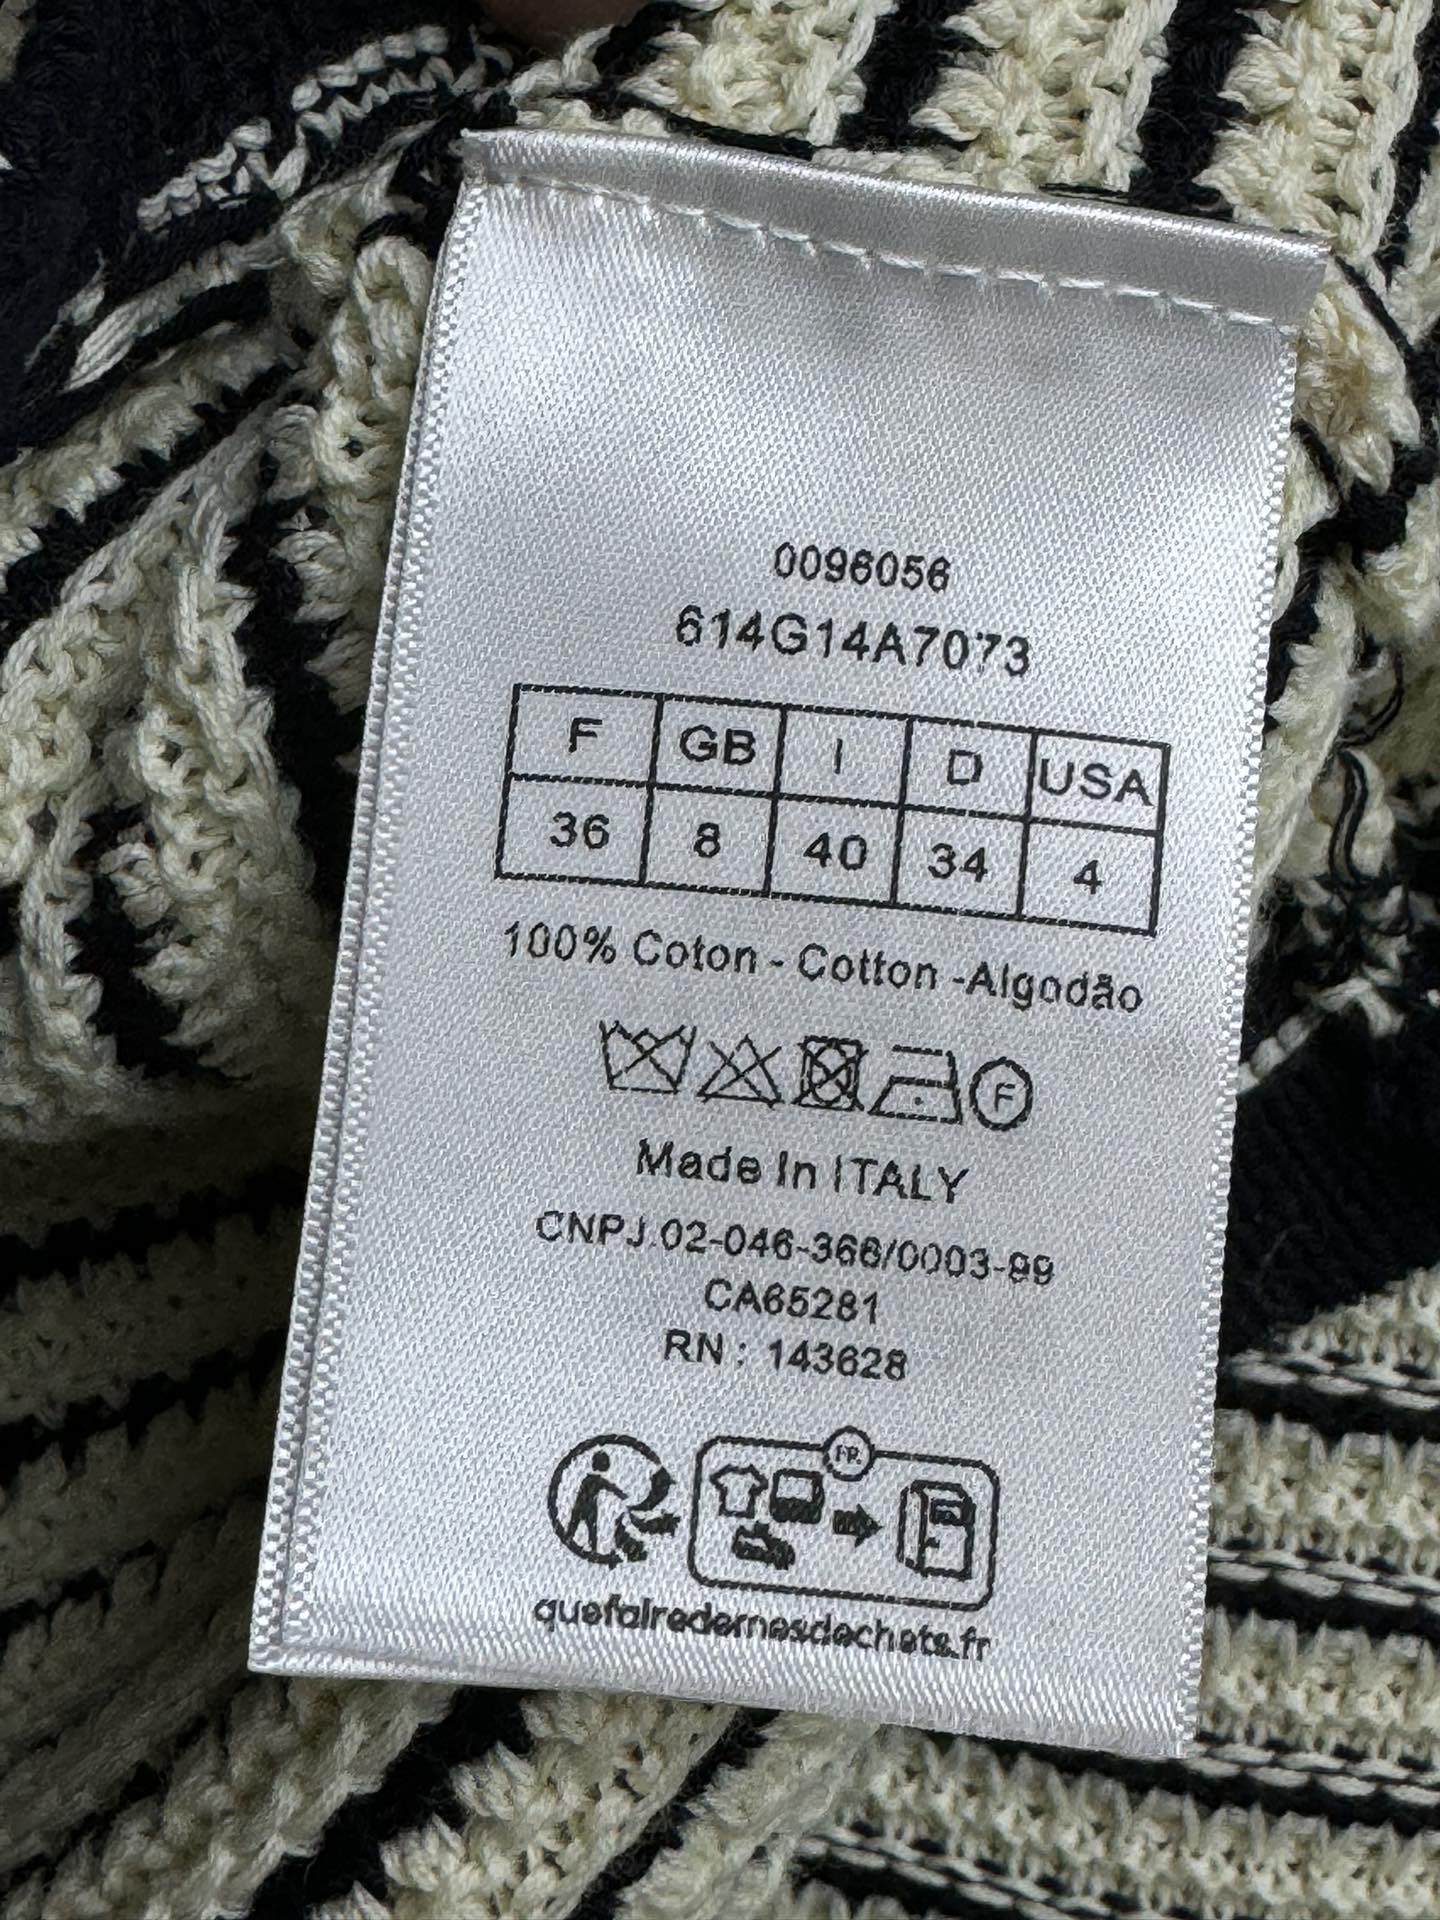 0096056
614G14A7073
F GB I D USA
36 8 40 34 4
100% Coton - Cotton -Algodão
F
Made In ITALY
CNPJ.02-046-366/0003-99
CA65281
RN : 143628
FR
quefairedemesdechets.fr